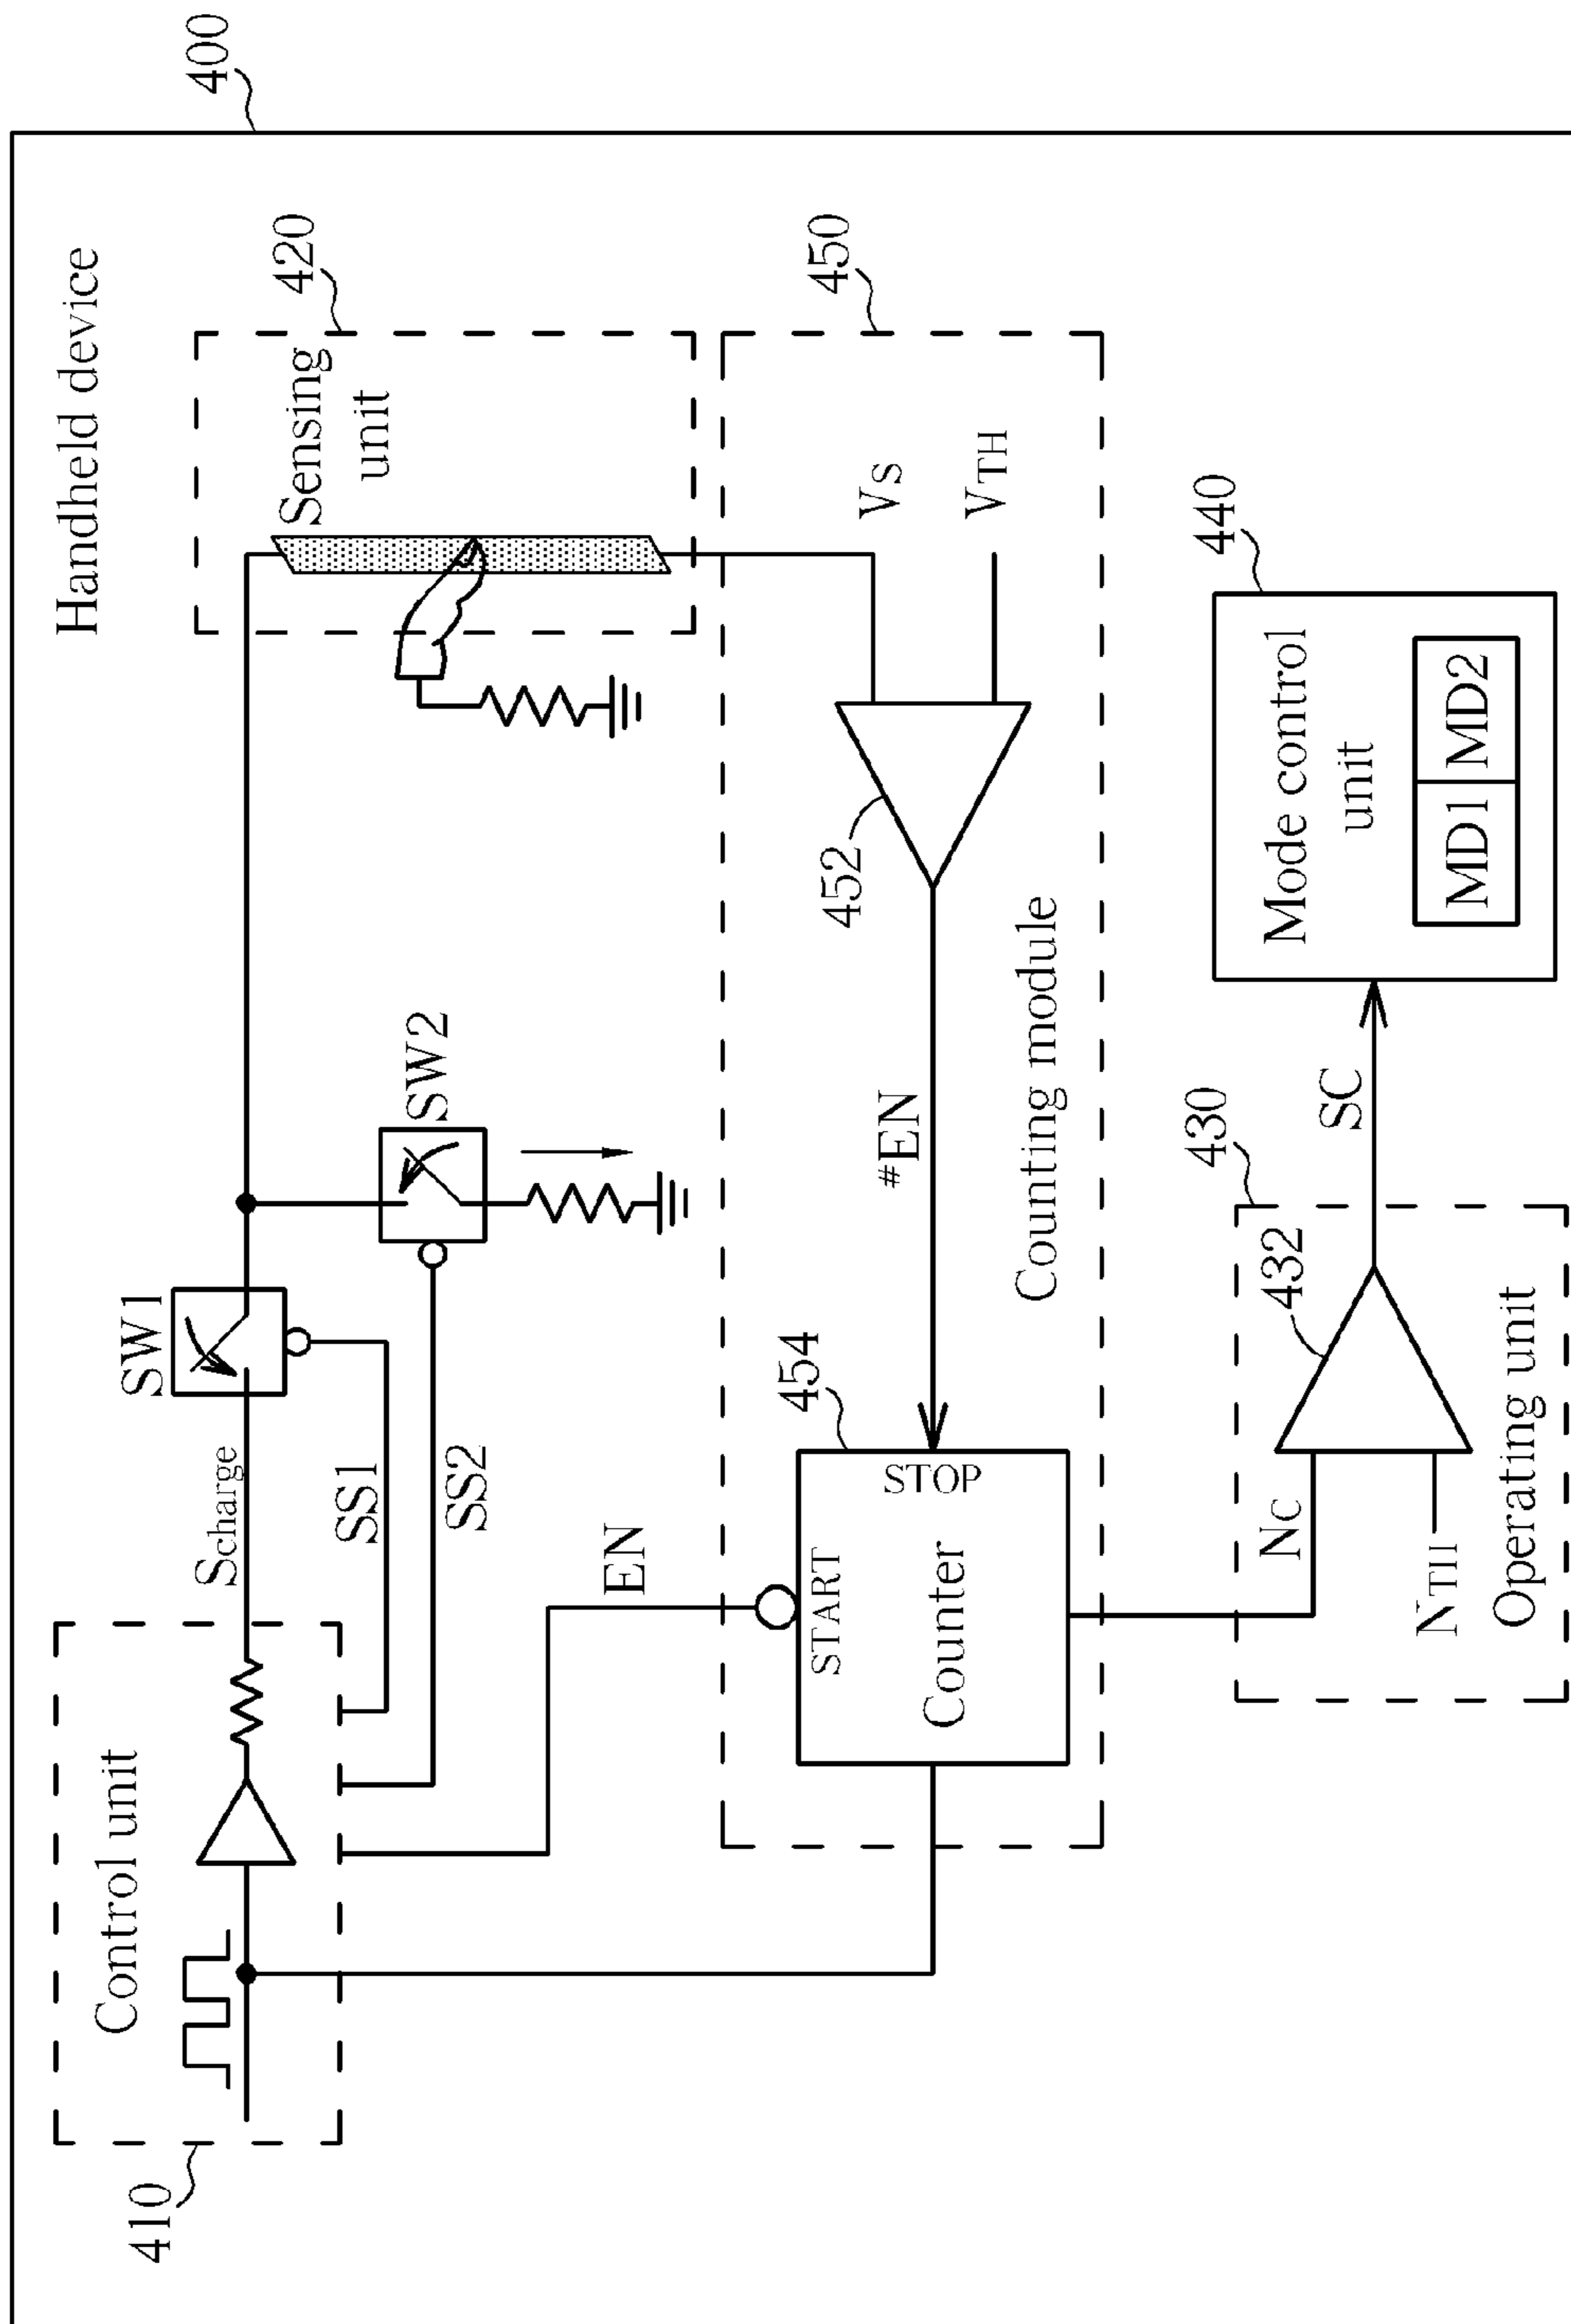 Handheld device
400
410
Control unit
Scharge
SW1
SS1
SS2
EN
SW2
Sensing
unit
420
450
VS
VTH
452
#EN
Counting module
454
START
STOP
Counter
NC
NTH
432
430
Operating unit
SC
440
Mode control
unit
MD1
MD2